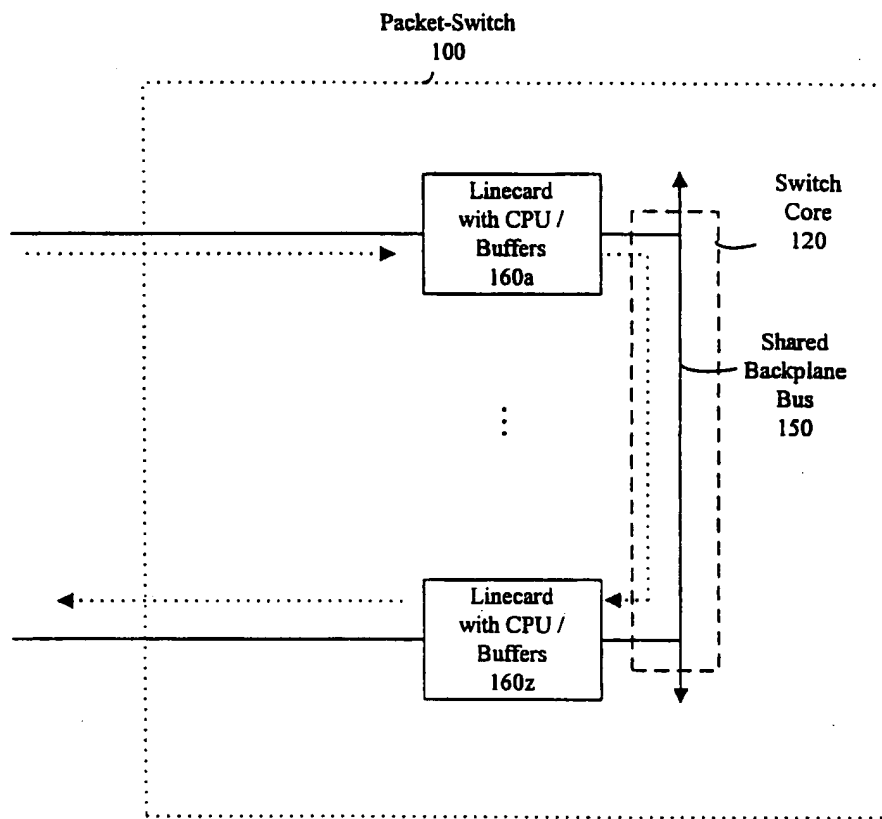 Packet-Switch
100
Linecard
with CPU /
Buffers
160a
Switch
Core
120
Shared
Backplane
Bus
150
Linecard
with CPU /
Buffers
160z